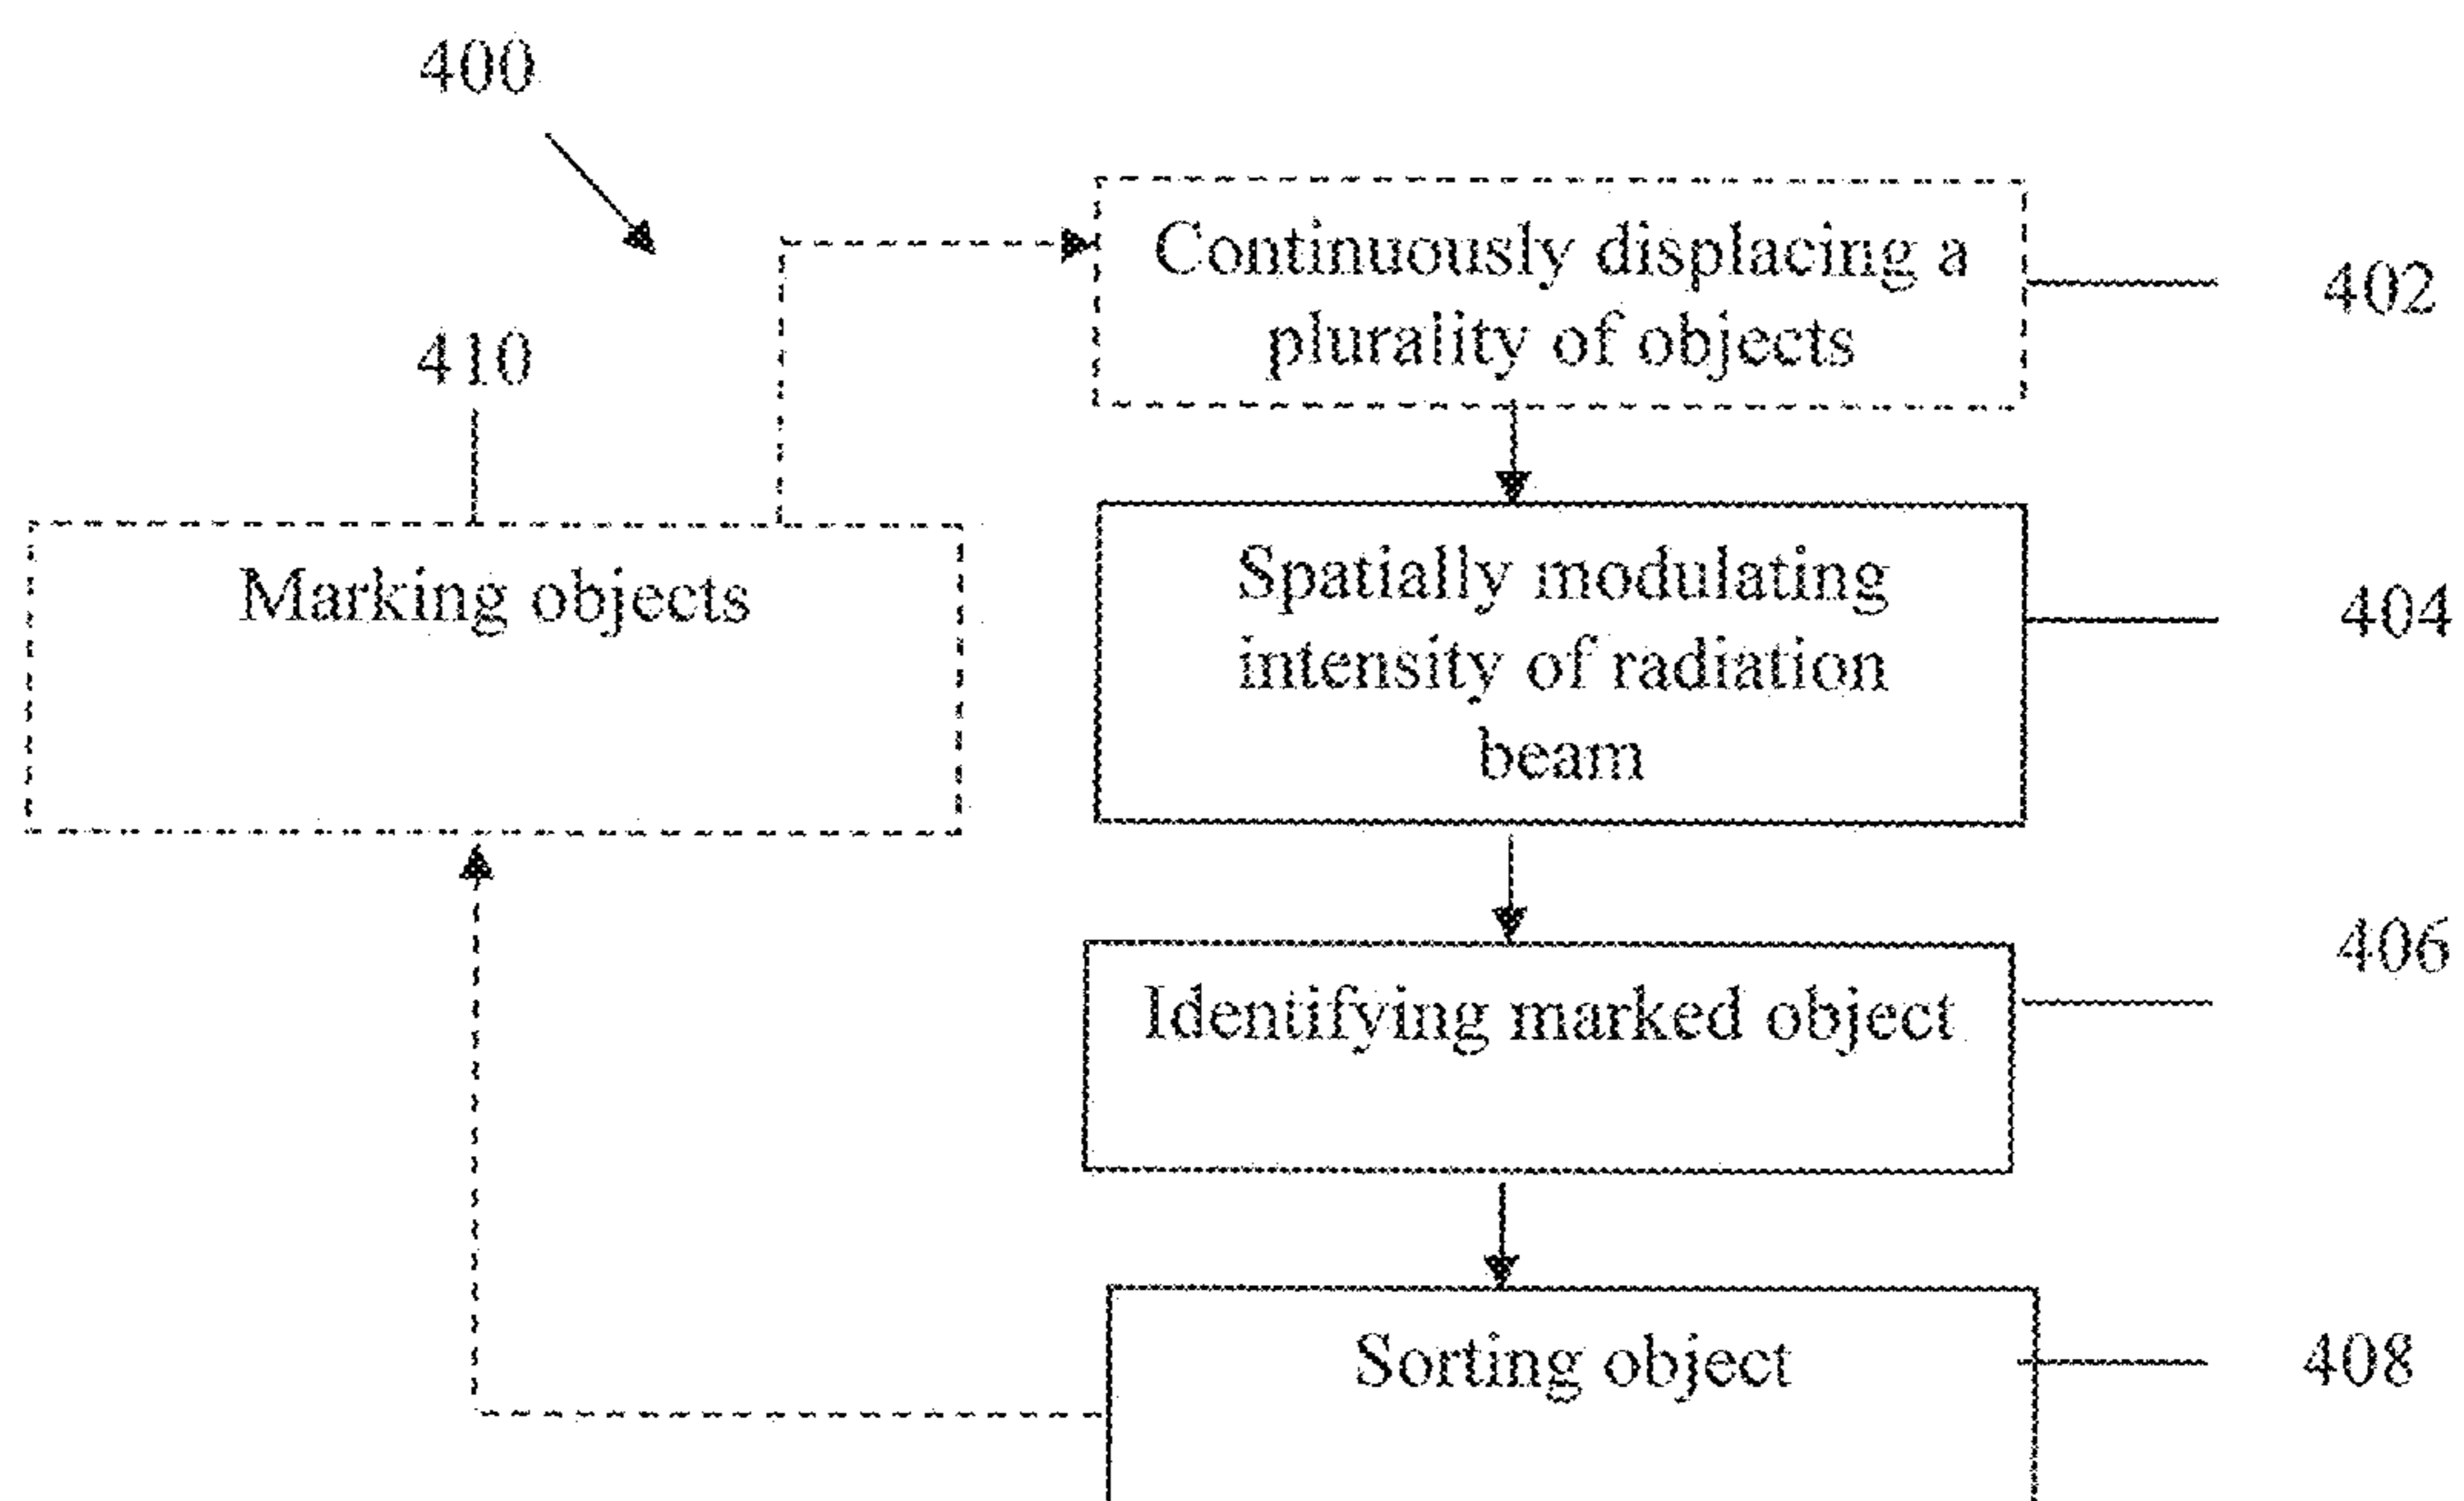 400
Continuously displacing a
plurality of objects
402
410
Marking objects
Spatially modulating
intensity of radiation
beam
404
Identifying marked object
406
Sorting object
408